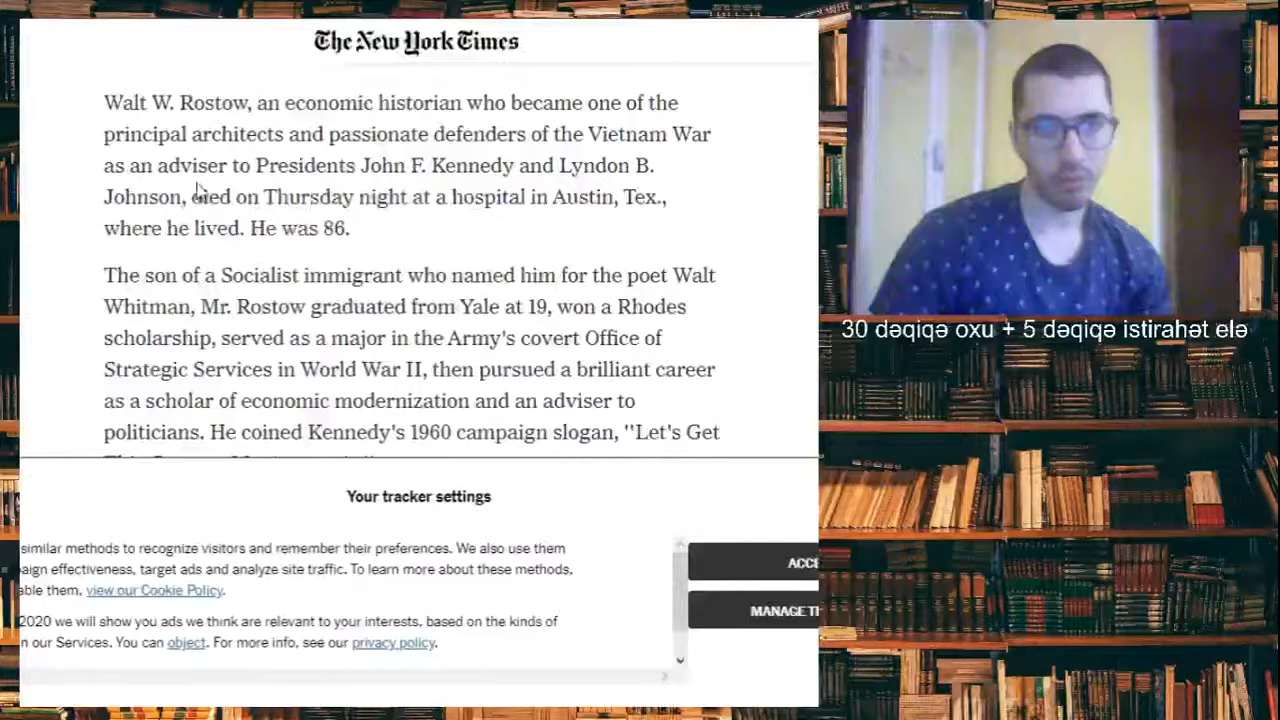 The New York Times
Walt W. Rostow, an economic historian who became one of the
principal architects and passionate defenders of the Vietnam War
as an adviser to Presidents John F. Kennedy and Lyndon B.
Johnson, died on Thursday night at a hospital in Austin, Tex.,
where he lived. He was 86.
The son of a Socialist immigrant who named him for the poet Walt
Whitman, Mr. Rostow graduated from Yale at 19, won a Rhodes
scholarship, served as a major in the Army's covert Office of
Strategic Services in World War II, then pursued a brilliant career
as a scholar of economic modernization and an adviser to
politicians. He coined Kennedy's 1960 campaign slogan, "Let's Get
Your tracker settings
similar methods to recognize visitors and remember their preferences. We also use them
aign effectiveness, target ads and analyze site traffic. To learn more about these methods,
able them, view our Cookie Policy.
2020 we will show you ads we think are relevant to your interests, based on the kinds of
n our Services. You can object. For more info, see our privacy policy.
ACCE
MANAGE TH
30 dəqiqə oxu + 5 dəqiqə istirahət elə